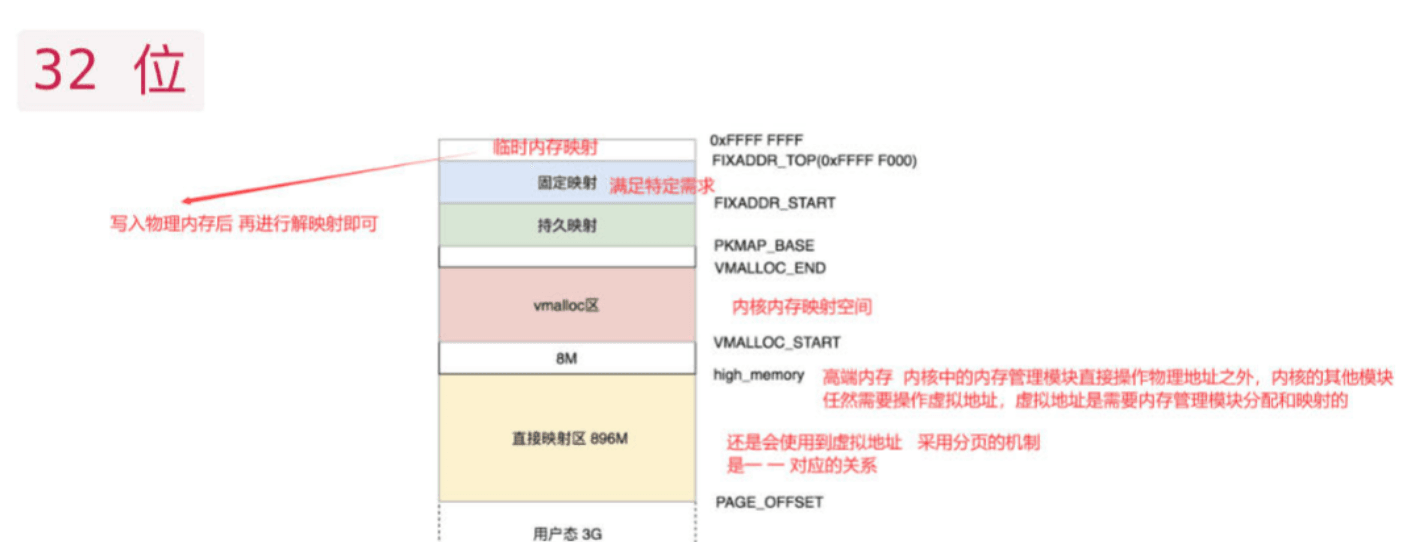 32 位
0xFFFF FFFF
临时内存映射
FIXADDR_TOP(0xFFFF F000)
固定映射
满足特定需求
FIXADDR_START
写入物理内存后 再进行解映射即可
持久映射
PKMAP_BASE
VMALLOC_END
vmalloc区
内核内存映射空间
VMALLOC_START
8M
high_memory
高端内存 内核中的内存管理模块直接操作物理地址之外，内核的其他模块
任然需要操作虚拟地址，虚拟地址是需要内存管理模块分配和映射的
直接映射区 896M
还是会使用到虚拟地址 采用分页的机制
是一 一 对应的关系
PAGE_OFFSET
用户态 3G